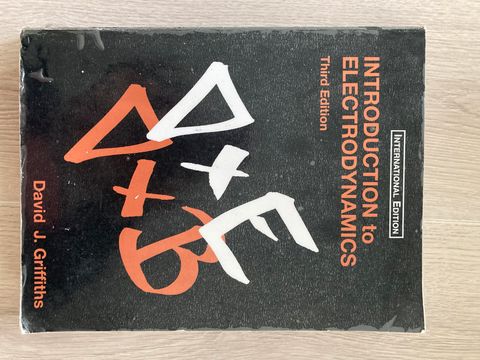 INTERNATIONAL EDITION
INTRODUCTION to
ELECTRODYNAMICS
Third Edition
∇×E
∇×B
David J. Griffiths